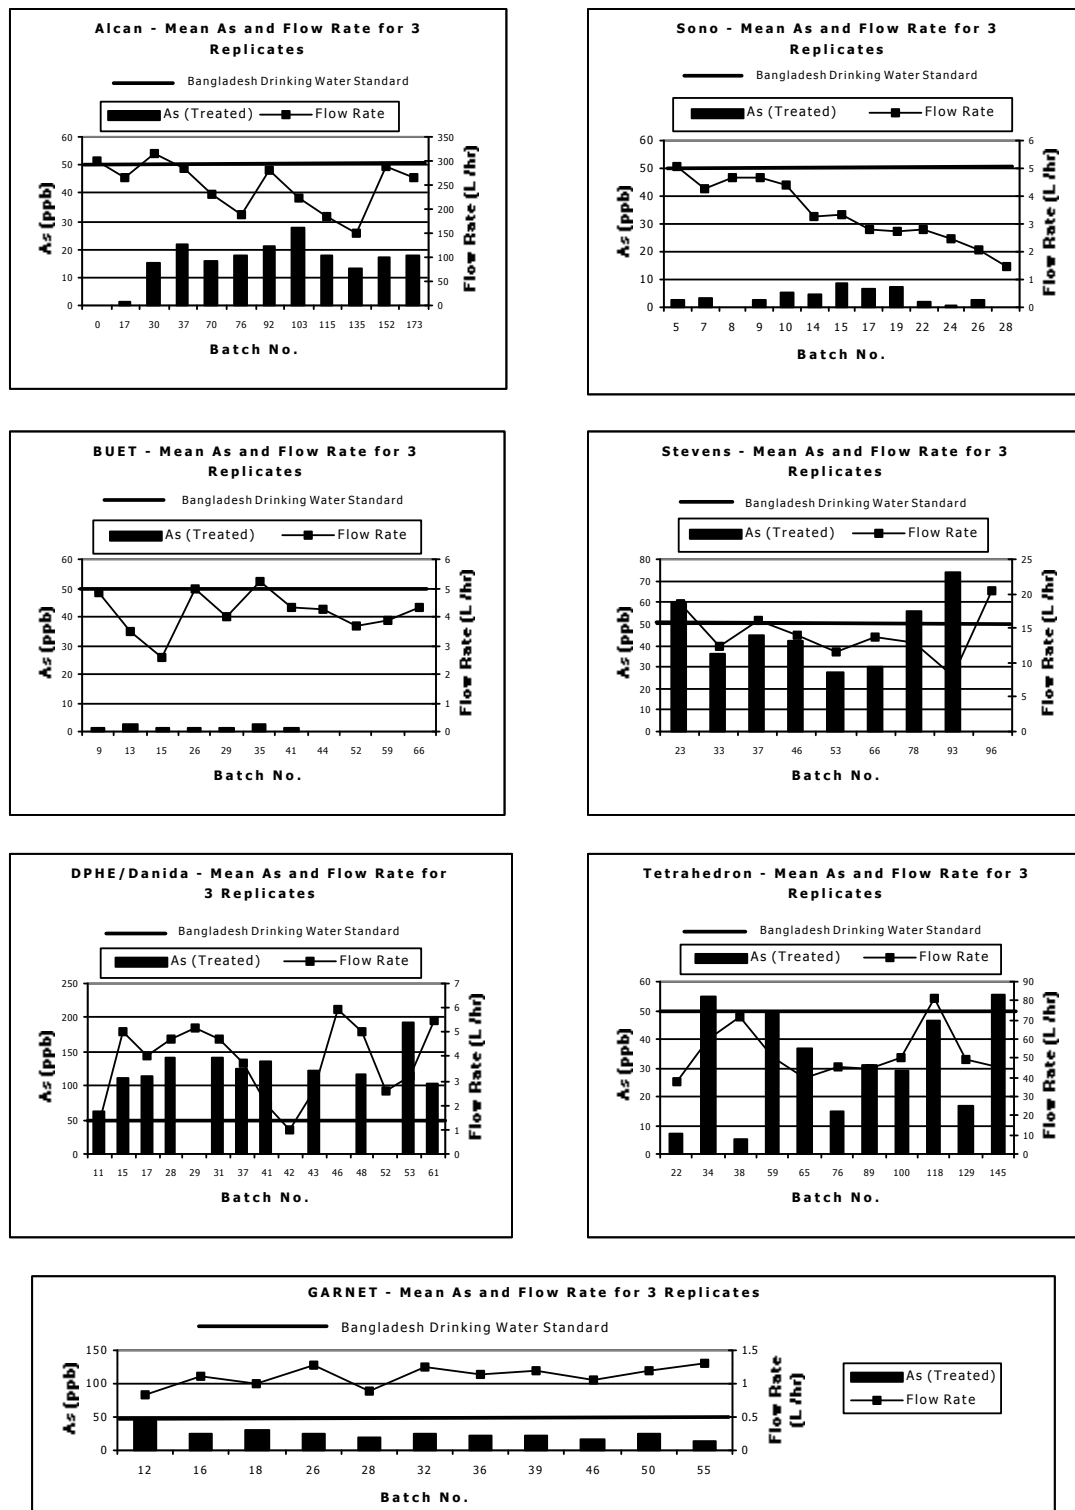 Alcan - Mean As and Flow Rate for 3
Replicates
Bangladesh Drinking Water Standard
As (Treated) Flow Rate
60 350
50 300
40 250
30 200
20 150
10 100
0 50
0
As (ppb)
Flow Rate (L /hr)
0 17 30 37 70 76 92 103 115 135 152 173
Batch No.
Sono - Mean As and Flow Rate for 3
Replicates
Bangladesh Drinking Water Standard
As (Treated) Flow Rate
60 6
50 5
40 4
30 3
20 2
10 1
0 0
As (ppb)
Flow Rate (L /hr)
5 7 8 9 10 14 15 17 19 22 24 26 28
Batch No.
BUET - Mean As and Flow Rate for 3
Replicates
Bangladesh Drinking Water Standard
As (Treated) Flow Rate
60 6
50 5
40 4
30 3
20 2
10 1
0 0
As (ppb)
Flow Rate (L /hr)
9 13 15 26 29 35 41 44 52 59 66
Batch No.
Stevens - Mean As and Flow Rate for 3
Replicates
Bangladesh Drinking Water Standard
As (Treated) Flow Rate
80 25
70 20
60 15
50 10
40 5
30 0
20
10
0
As (ppb)
Flow Rate (L /hr)
23 33 37 46 53 66 78 93 96
Batch No.
DPHE/Danida - Mean As and Flow Rate for
3 Replicates
Bangladesh Drinking Water Standard
As (Treated) Flow Rate
250 7
200 6
150 5
100 4
50 3
0 2
1
0
As (ppb)
Flow Rate (L /hr)
11 15 17 28 29 31 37 41 42 43 46 48 52 53 61
Batch No.
Tetrahedron - Mean As and Flow Rate for 3
Replicates
Bangladesh Drinking Water Standard
As (Treated) Flow Rate
60 90
50 80
40 70
30 60
20 50
10 40
0 30
20
10
0
As (ppb)
Flow Rate (L /hr)
22 34 38 59 65 76 89 100 118 129 145
Batch No.
GARNET - Mean As and Flow Rate for 3 Replicates
Bangladesh Drinking Water Standard
150 1.5
100 1
50 0.5
0 0
As (ppb)
Flow Rate
(L /hr)
As (Treated)
Flow Rate
12 16 18 26 28 32 36 39 46 50 55
Batch No.